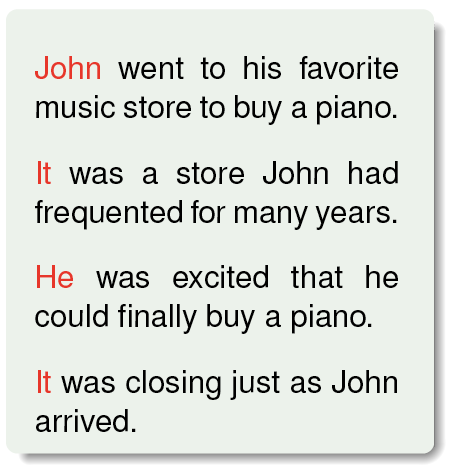 John went to his favorite
music store to buy a piano.
It was a store John had
frequented for many years.
He was excited that he
could finally buy a piano.
It was closing just as John
arrived.